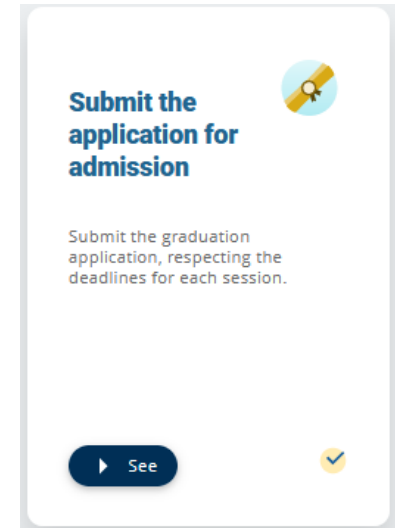 Submit the
application for
admission
Submit the graduation
application, respecting the
deadlines for each session.
See